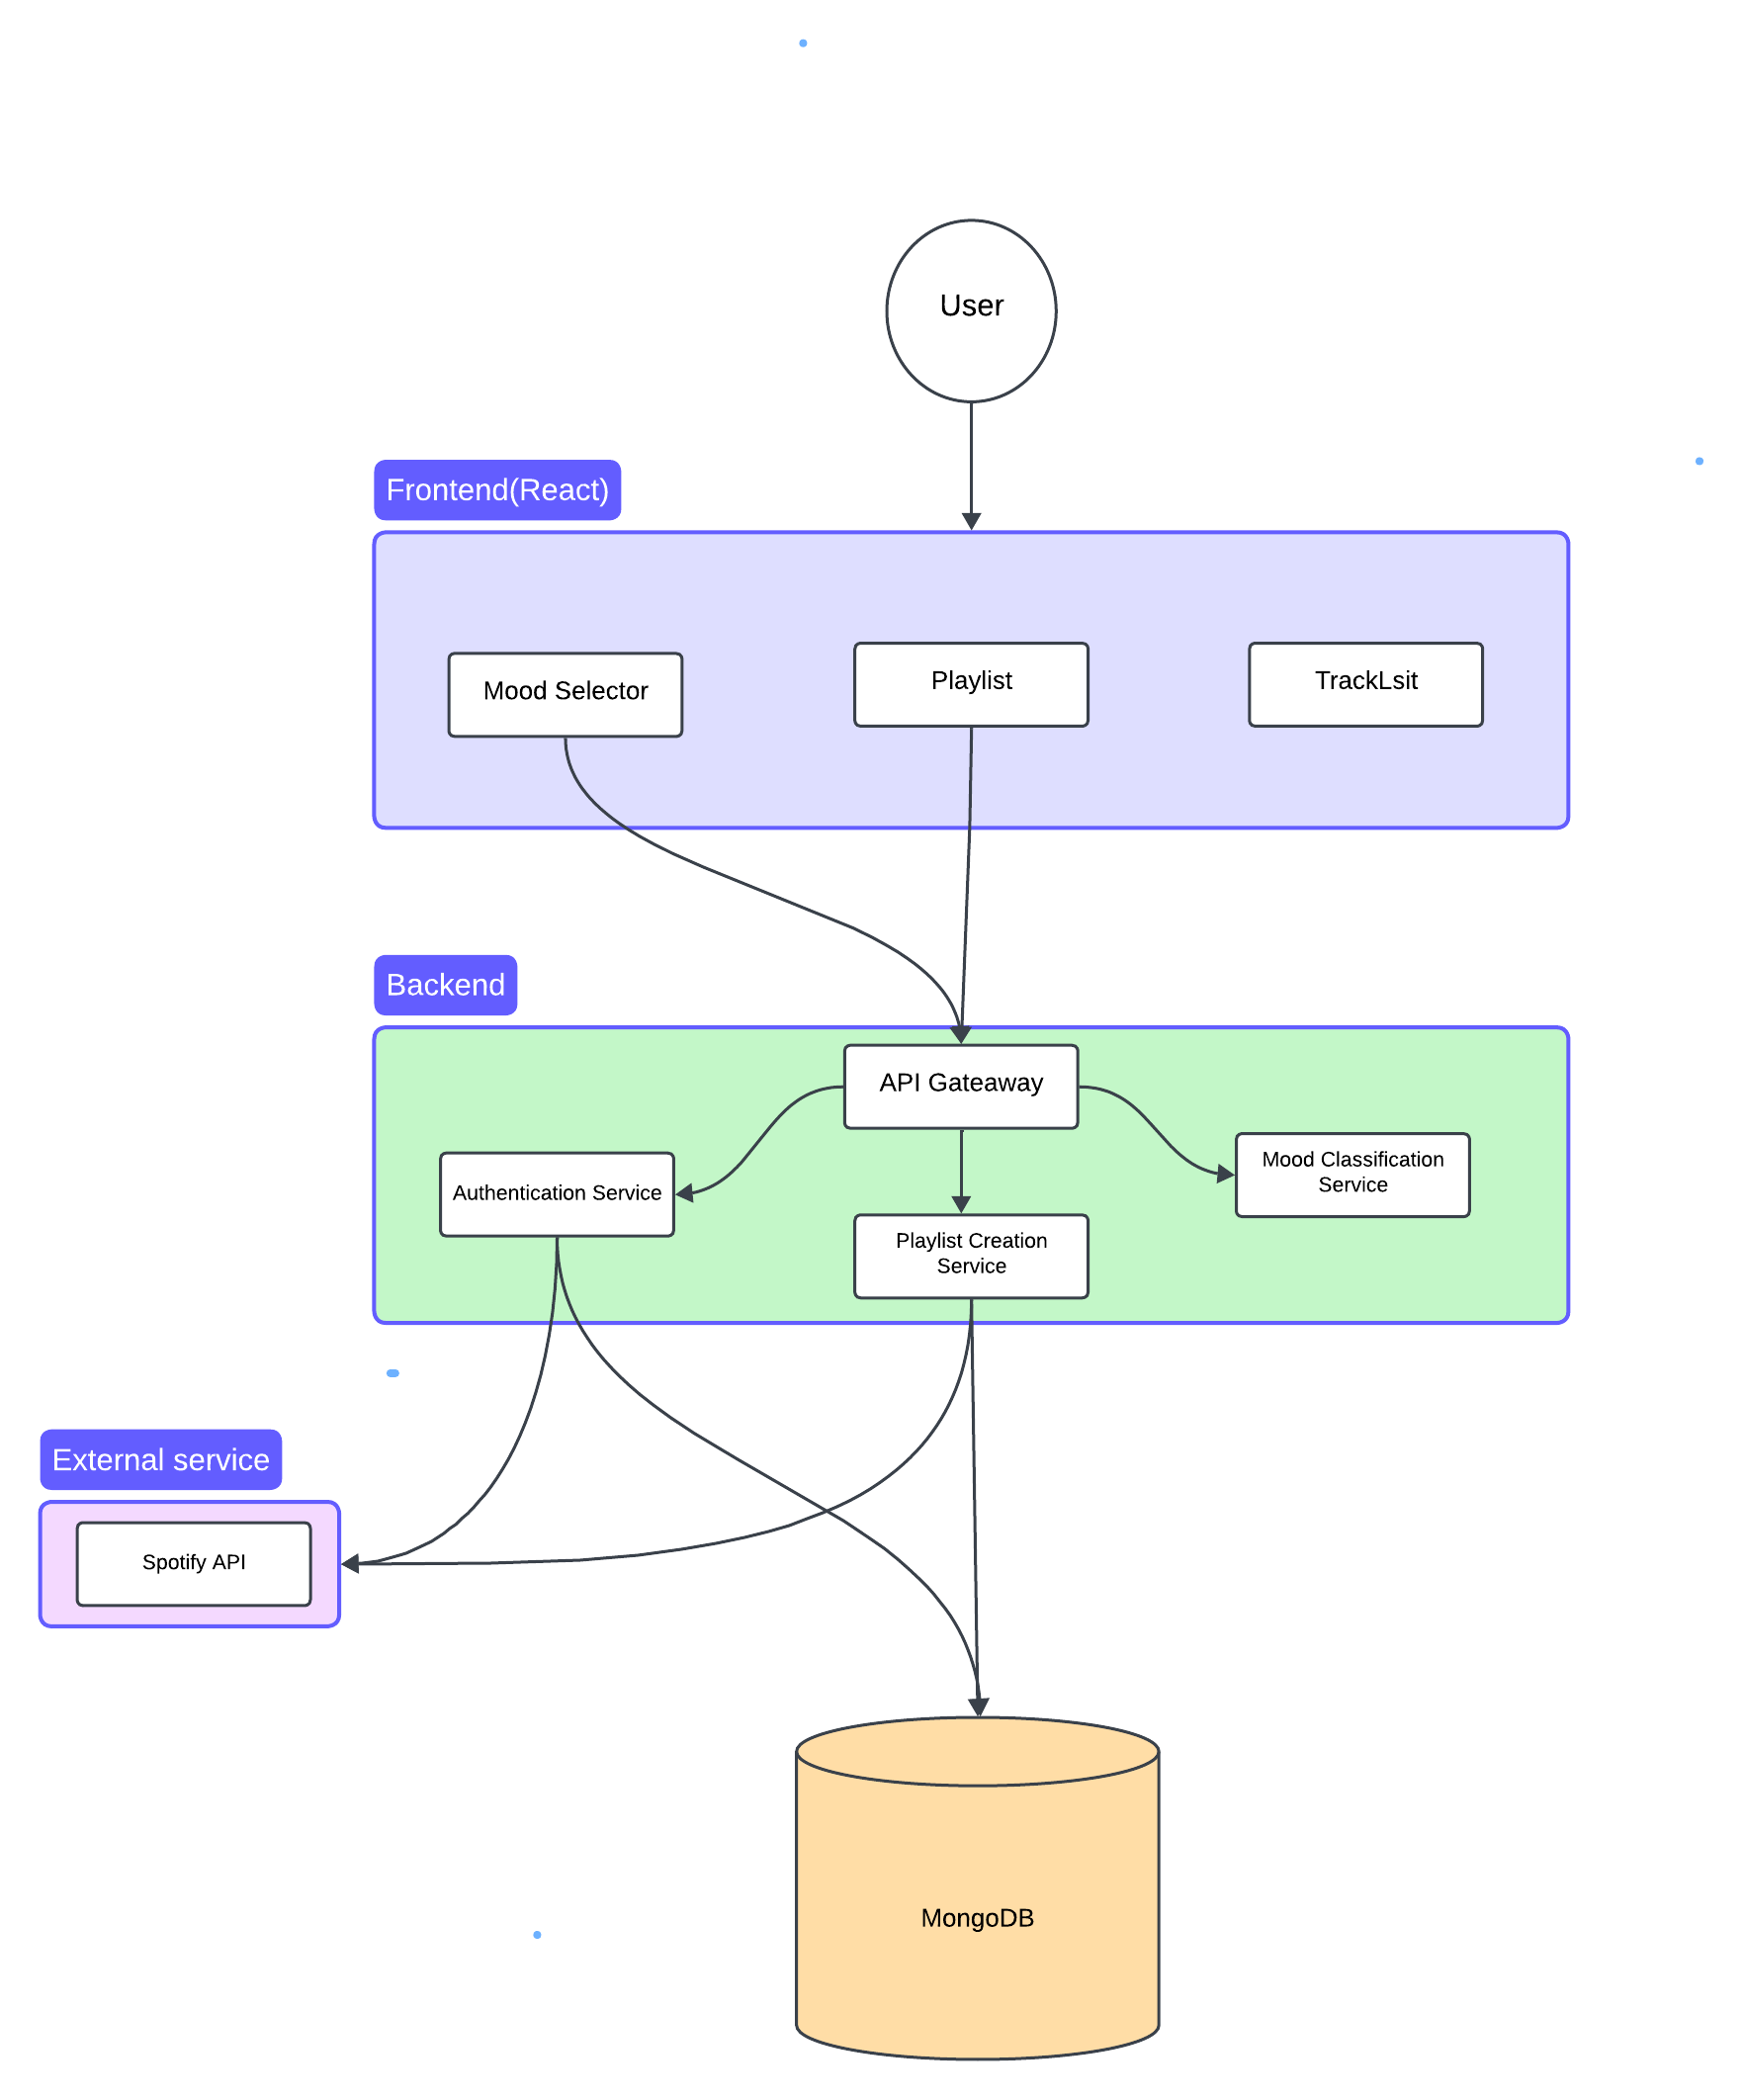 User
Frontend(React)
Mood Selector
Playlist
TrackLsit
Backend
API Gateaway
Authentication Service
Mood Classification
Service
Playlist Creation
Service
External service
Spotify API
MongoDB